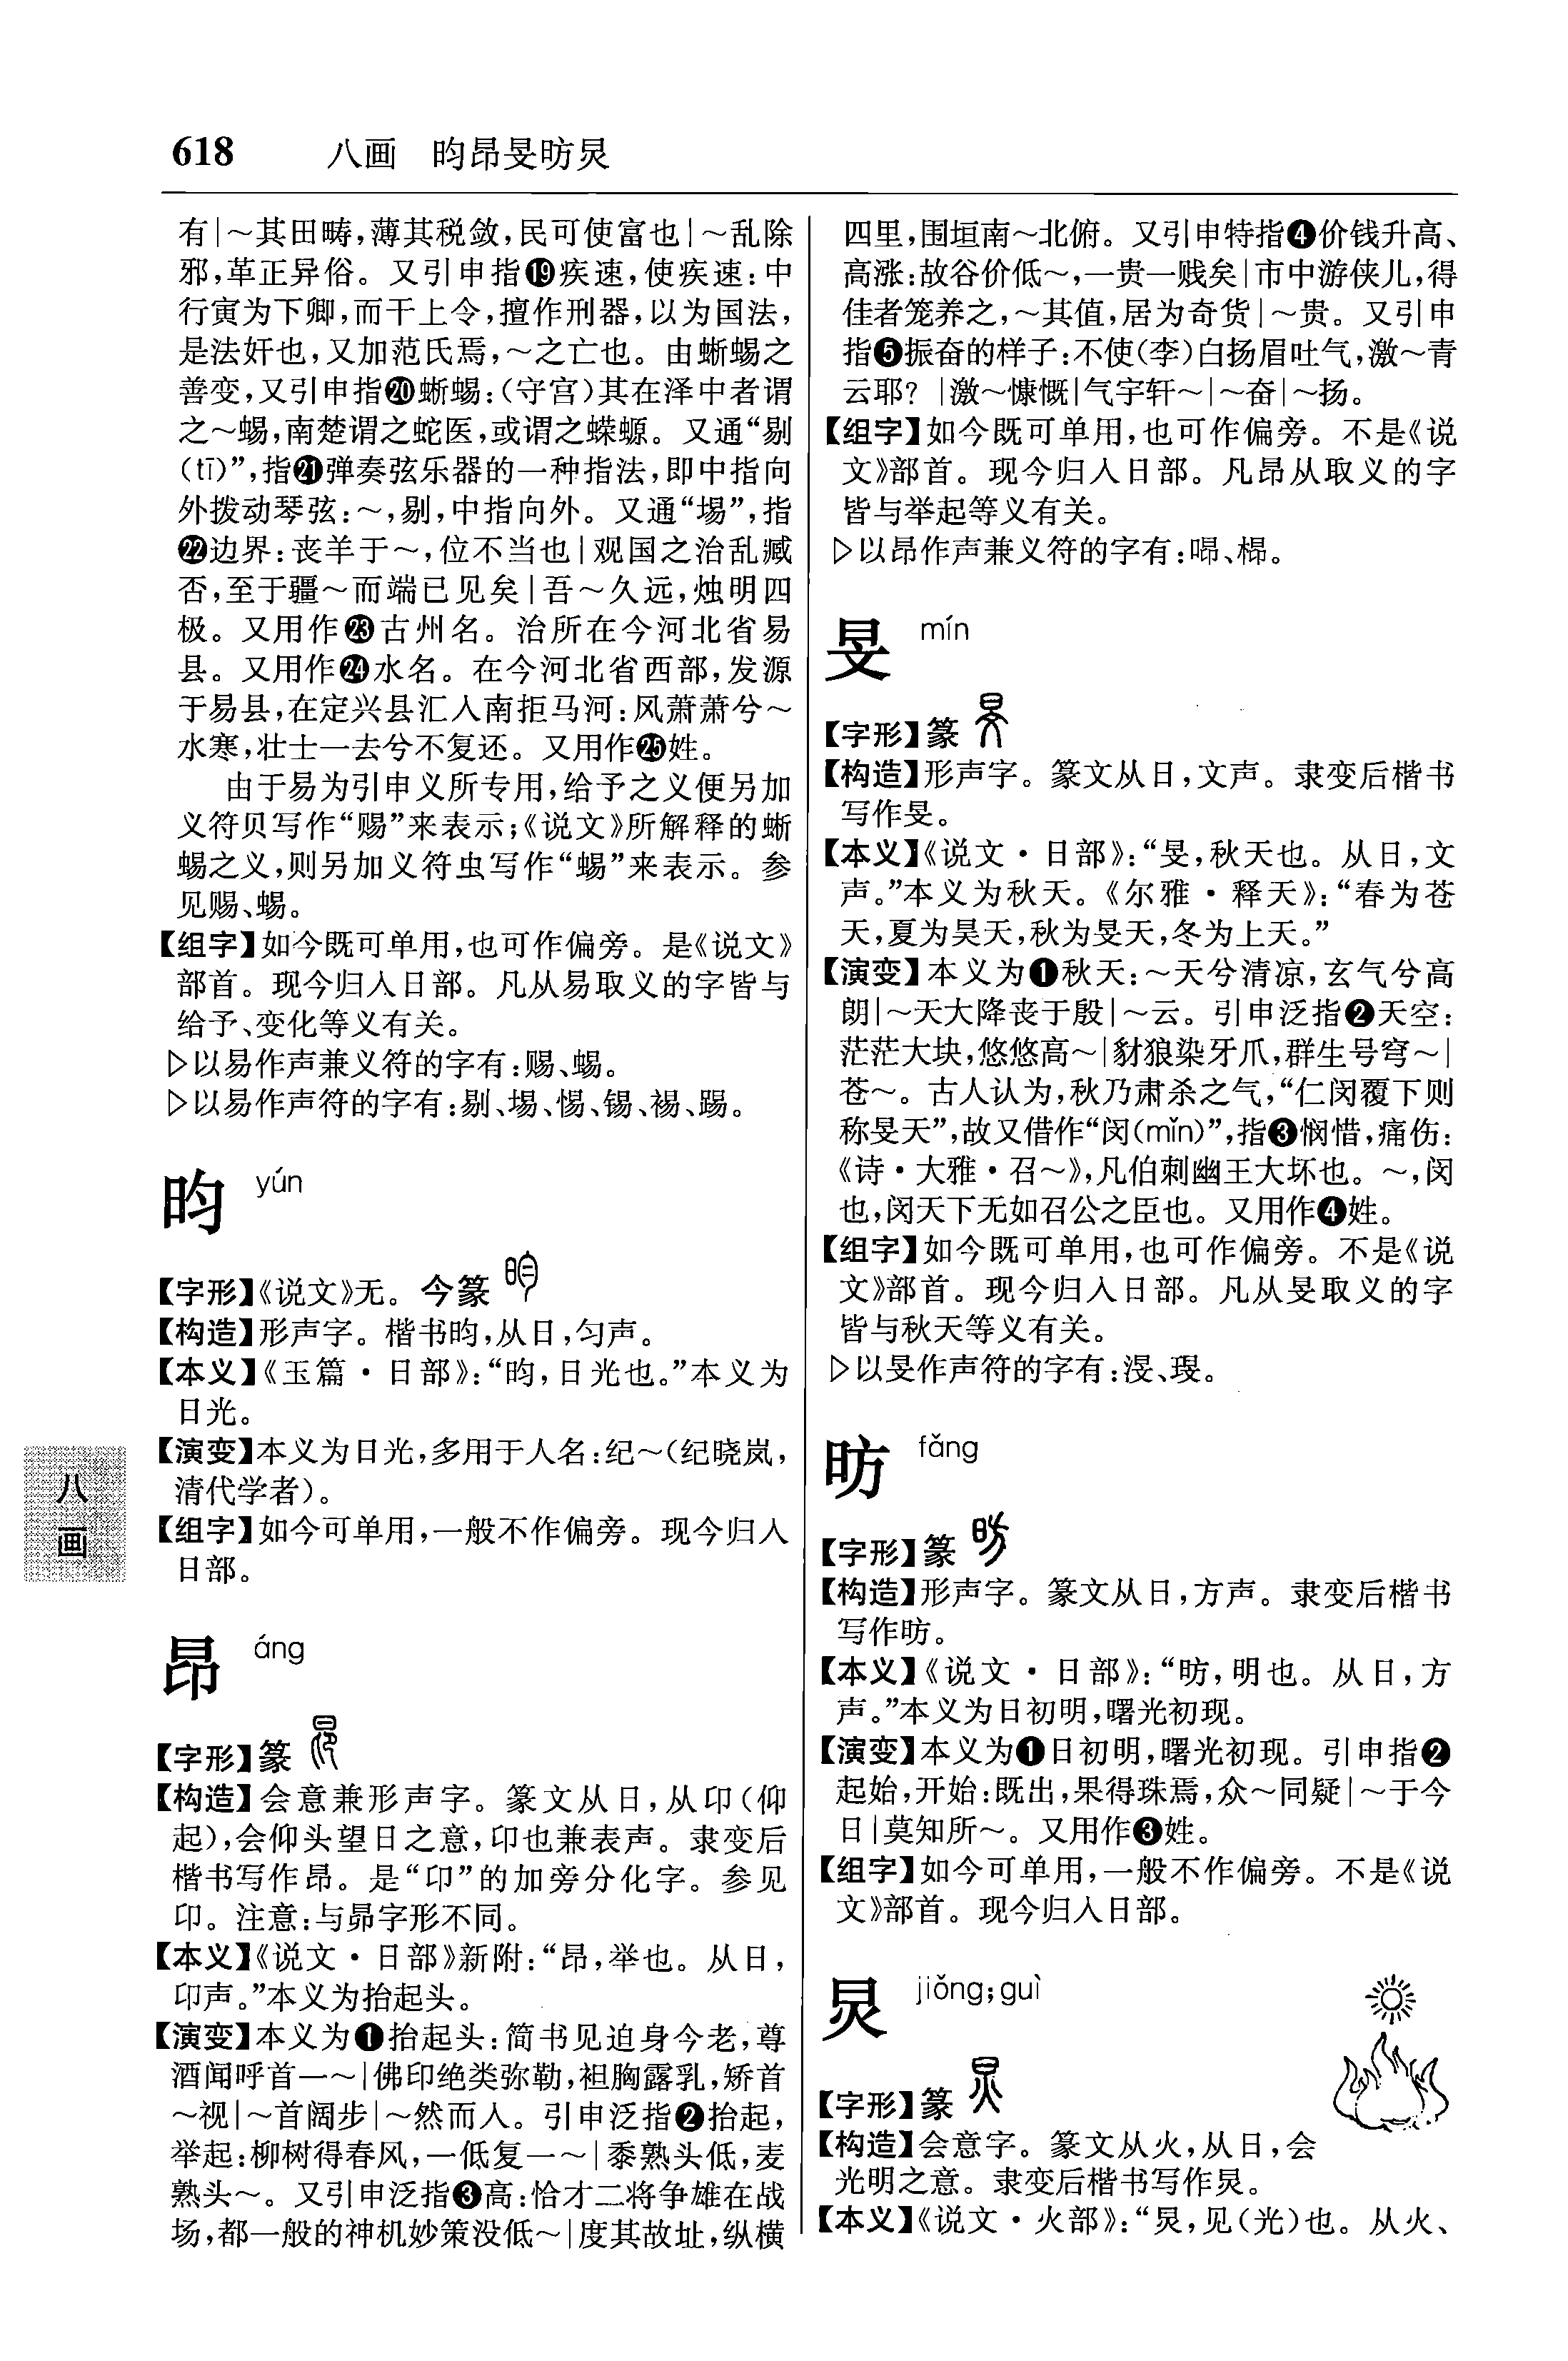 618 八画 昀昂旻昉炅
有|～其田畴,薄其税敛,民可使富也|～乱除
邪,革正异俗。又引申指⓳疾速,使疾速:中
行寅为下卿,而干上令,擅作刑器,以为国法,
是法奸也,又加范氏焉,～之亡也。由蜥蜴之
善变,又引申指⓴蜥蜴:(守宫)其在泽中者谓
之～蜴,南楚谓之蛇医,或谓之蝾螈。又通“剔
(tī)”,指㉑弹奏弦乐器的一种指法,即中指向
外拨动琴弦:～,剔,中指向外。又通“埸”,指
㉒边界:丧羊于～,位不当也|观国之治乱臧
否,至于疆～而端已见矣|吾～久远,烛明四
极。又用作㉓古州名。治所在今河北省易
县。又用作㉔水名。在今河北省西部,发源
于易县,在定兴县汇入南拒马河:风萧萧兮～
水寒,壮士一去兮不复还。又用作㉕姓。
由于易为引申义所专用,给予之义便另加
义符贝写作“赐”来表示;《说文》所解释的蜥
蜴之义,则另加义符虫写作“蜴”来表示。参
见赐、蜴。
【组字】如今既可单用,也可作偏旁。是《说文》
部首。现今归入日部。凡从易取义的字皆与
给予、变化等义有关。
▷以易作声兼义符的字有:赐、蜴。
▷以易作声符的字有:剔、埸、惕、锡、裼、踢。
昀 yún
【字形】《说文》无。今篆
【构造】形声字。楷书昀,从日,匀声。
【本义】《玉篇·日部》:“昀,日光也。”本义为
日光。
【演变】本义为日光,多用于人名:纪～(纪晓岚,
清代学者)。
【组字】如今可单用,一般不作偏旁。现今归入
日部。
八
画
昂 áng
【字形】篆
【构造】会意兼形声字。篆文从日,从卬(仰
起),会仰头望日之意,卬也兼表声。隶变后
楷书写作昂。是“卬”的加旁分化字。参见
卬。注意:与昴字形不同。
【本义】《说文·日部》新附:“昂,举也。从日,
卬声。”本义为抬起头。
【演变】本义为❶抬起头:简书见迫身今老,尊
酒闻呼首一～|佛印绝类弥勒,袒胸露乳,矫首
～视|～首阔步|～然而入。引申泛指❷抬起,
举起:柳树得春风,一低复一～|黍熟头低,麦
熟头～。又引申泛指❸高:恰才二将争雄在战
场,都一般的神机妙策没低～|度其故址,纵横
四里,围垣南～北俯。又引申特指❹价钱升高、
高涨:故谷价低～,一贵一贱矣|市中游侠儿,得
佳者笼养之,～其值,居为奇货|～贵。又引申
指❺振奋的样子:不使(李)白扬眉吐气,激～青
云耶?|激～慷慨|气宇轩～|～奋|～扬。
【组字】如今既可单用,也可作偏旁。不是《说
文》部首。现今归入日部。凡昂从取义的字
皆与举起等义有关。
▷以昂作声兼义符的字有:㖮、枊。
旻 mín
【字形】篆
【构造】形声字。篆文从日,文声。隶变后楷书
写作旻。
【本义】《说文·日部》:“旻,秋天也。从日,文
声。”本义为秋天。《尔雅·释天》:“春为苍
天,夏为昊天,秋为旻天,冬为上天。”
【演变】本义为❶秋天:～天兮清凉,玄气兮高
朗|～天大降丧于殷|～云。引申泛指❷天空:
茫茫大块,悠悠高～|豺狼染牙爪,群生号穹～|
苍～。古人认为,秋乃肃杀之气,“仁闵覆下则
称旻天”,故又借作“闵(mǐn)”,指❸悯惜,痛伤:
《诗·大雅·召～》,凡伯刺幽王大坏也。～,闵
也,闵天下无如召公之臣也。又用作❹姓。
【组字】如今既可单用,也可作偏旁。不是《说
文》部首。现今归入日部。凡从旻取义的字
皆与秋天等义有关。
▷以旻作声符的字有:㳷、㻉。
昉 fǎng
【字形】篆
【构造】形声字。篆文从日,方声。隶变后楷书
写作昉。
【本义】《说文·日部》:“昉,明也。从日,方
声。”本义为日初明,曙光初现。
【演变】本义为❶日初明,曙光初现。引申指❷
起始,开始:既出,果得珠焉,众～同疑|～于今
日|莫知所～。又用作❸姓。
【组字】如今可单用,一般不作偏旁。不是《说
文》部首。现今归入日部。
炅 jiǒng;guì
【字形】篆
【构造】会意字。篆文从火,从日,会
光明之意。隶变后楷书写作炅。
【本义】《说文·火部》:“炅,见(光)也。从火、